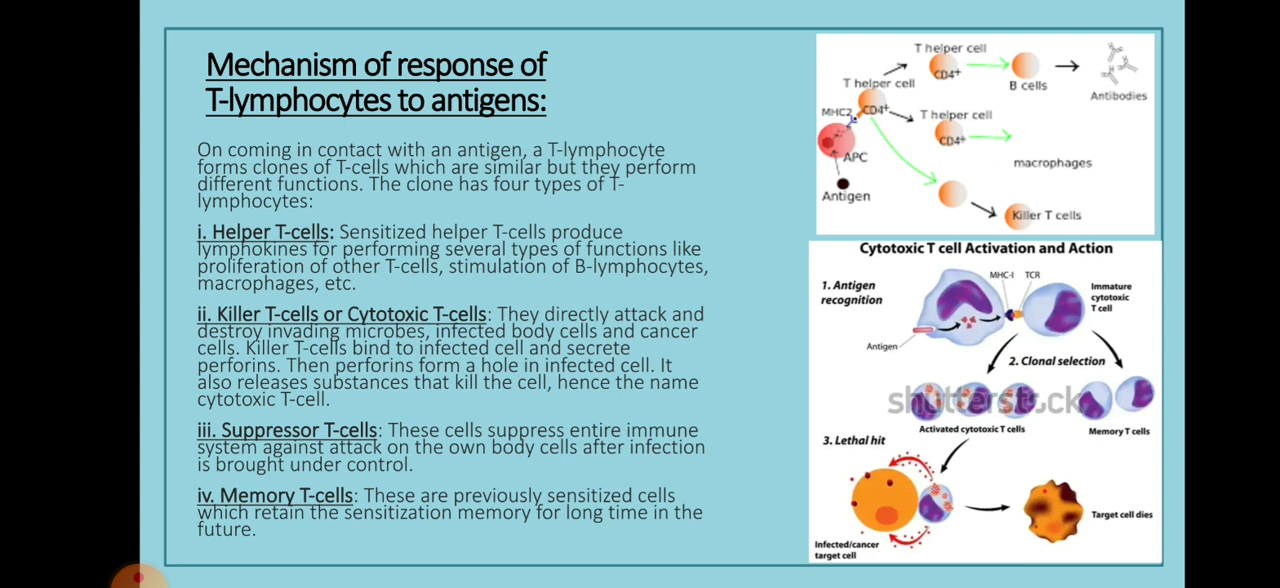 Mechanism of response of
T-lymphocytes to antigens:
On coming in contact with an antigen, a T-lymphocyte
forms clones of T-cells which are similar but they perform
different functions. The clone has four types of T-
lymphocytes:
i. Helper T-cells: Sensitized helper T-cells produce
lymphokines for performing several types of functions like
proliferation of other T-cells, stimulation of B-lymphocytes,
macrophages, etc.
ii. Killer T-cells or Cytotoxic T-cells: They directly attack and
destroy invading microbes, infected body cells and cancer
cells. Killer T-cells bind to infected cell and secrete
perforins. Then perforins form a hole in infected cell. It
also releases substances that kill the cell, hence the name
cytotoxic T-cell.
iii. Suppressor T-cells: These cells suppress entire immune
system against attack on the own body cells after infection
is brought under control.
iv. Memory T-cells: These are previously sensitized cells
which retain the sensitization memory for long time in the
future.
T helper cell
CD4+
B cells
Antibodies
T helper cell
MHC2
CD4+
T helper cell
CD4+
APC
macrophages
Antigen
Killer T cells
Cytotoxic T cell Activation and Action
1. Antigen
recognition
MHC-I
TCR
Immature
cytotoxic
T cell
Antigen
2. Clonal selection
shutterstock
Activated cytotoxic T cells
Memory T cells
3. Lethal hit
Target cell dies
Infected/cancer
target cell